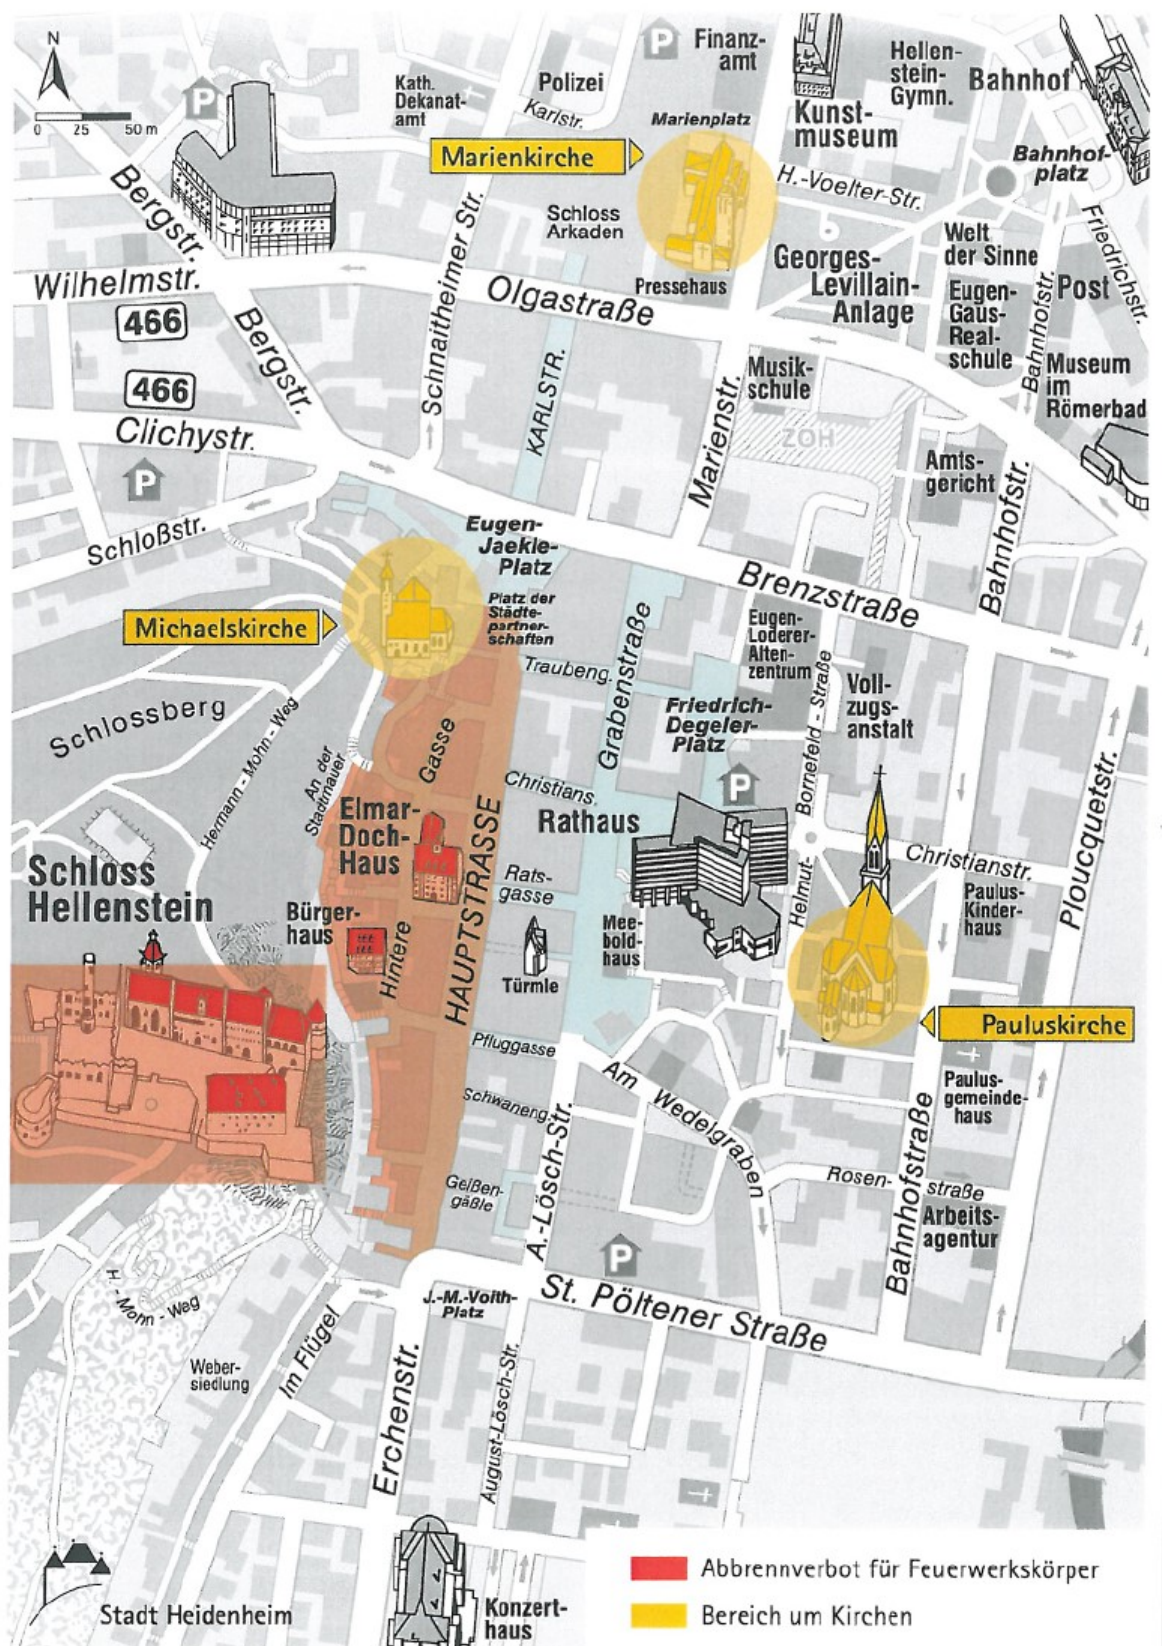 N
0 25 50 m
P
P
Finanz-
amt
Kath.
Dekanat-
amt
Polizei
Karlstr.
Marienplatz
Kunst-
museum
Hellen-
stein-
Gymn.
Bahnhof
Bahnhof-
platz
Marienkirche
H.-Voelter-Str.
Friedrichstr.
Bergstr.
Schnaitheimer Str.
Schloss
Arkaden
Pressehaus
Georges-
Levillain-
Anlage
Welt
der Sinne
Post
Wilhelmstr.
Olgastraße
Eugen-
Gaus-
Real-
schule
Bahnhofstr.
466
Bergstr.
KARLSTR.
Musik-
schule
Museum
im
Römerbad
466
Clichystr.
Marienstr.
ZOH
Amts-
gericht
P
Schloßstr.
Eugen-
Jaekle-
Platz
Bahnhofstr.
Brenzstraße
Michaelskirche
Platz der
Städte-
partner-
schaften
Eugen-
Loderer-
Alten-
zentrum
Traubeng.
Grabenstraße
Schlossberg
Hermann-Mohn-Weg
An der
Stadtmauer
Gasse
Friedrich-
Degeler-
Platz
Helmut-Bornefeld-Straße
Voll-
zugs-
anstalt
P
Ploucquetstr.
Christians.
Elmar-
Doch-
Haus
HAUPTSTRASSE
Rathaus
Christianstr.
Schloss
Hellenstein
Rats-
gasse
Paulus-
Kinder-
haus
Bürger-
haus
Hintere
Türmle
Mee-
bold-
haus
Pauluskirche
Pfluggasse
Am Wedelgraben
Paulus-
gemeinde-
haus
Schwaneng.
A.-Lösch-Str.
Bahnhofstraße
Rosen- straße
Geißen-
gäßle
Arbeits-
agentur
P
H.-Mohn-Weg
J.-M.-Voith-
Platz
St. Pöltener Straße
Im Flügel
Weber-
siedlung
Erchenstr.
August-Lösch-Str.
Stadt Heidenheim
Konzert-
haus
Abbrennverbot für Feuerwerkskörper
Bereich um Kirchen